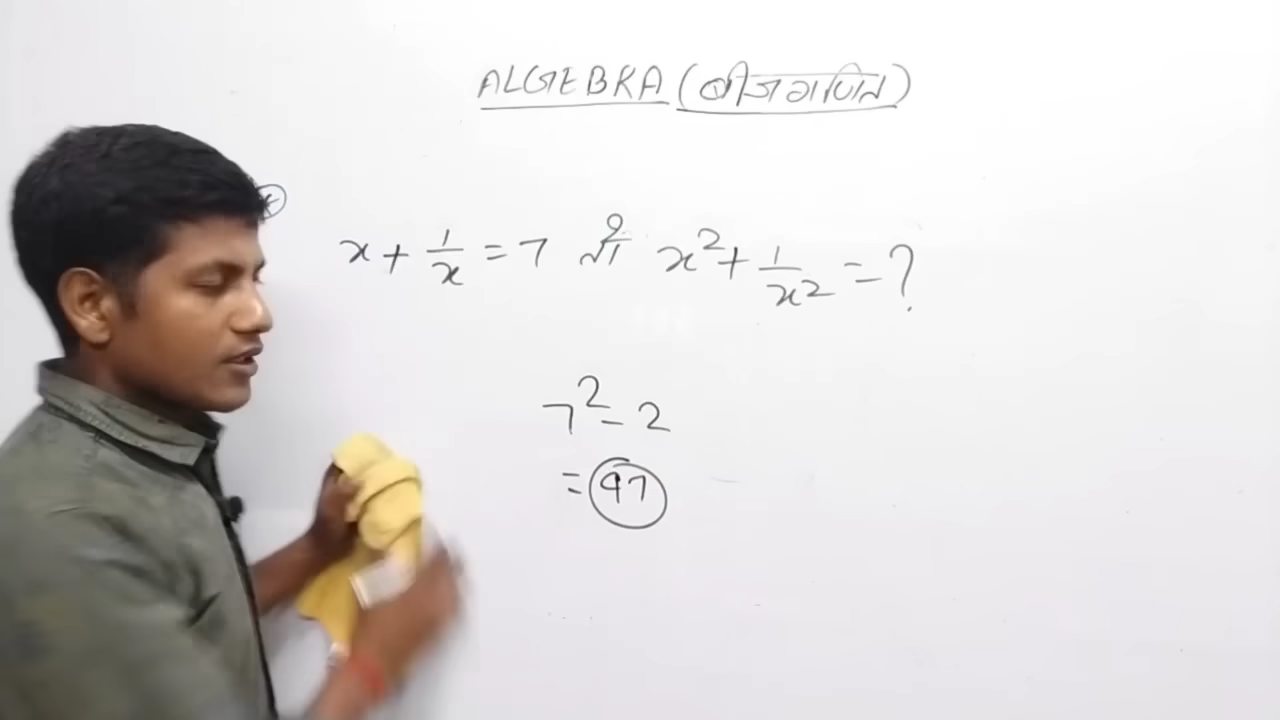 ALGEBRA (बीजगणित)
x + 1/x = 7 तो x² + 1/x² = ?
7² - 2
= 47